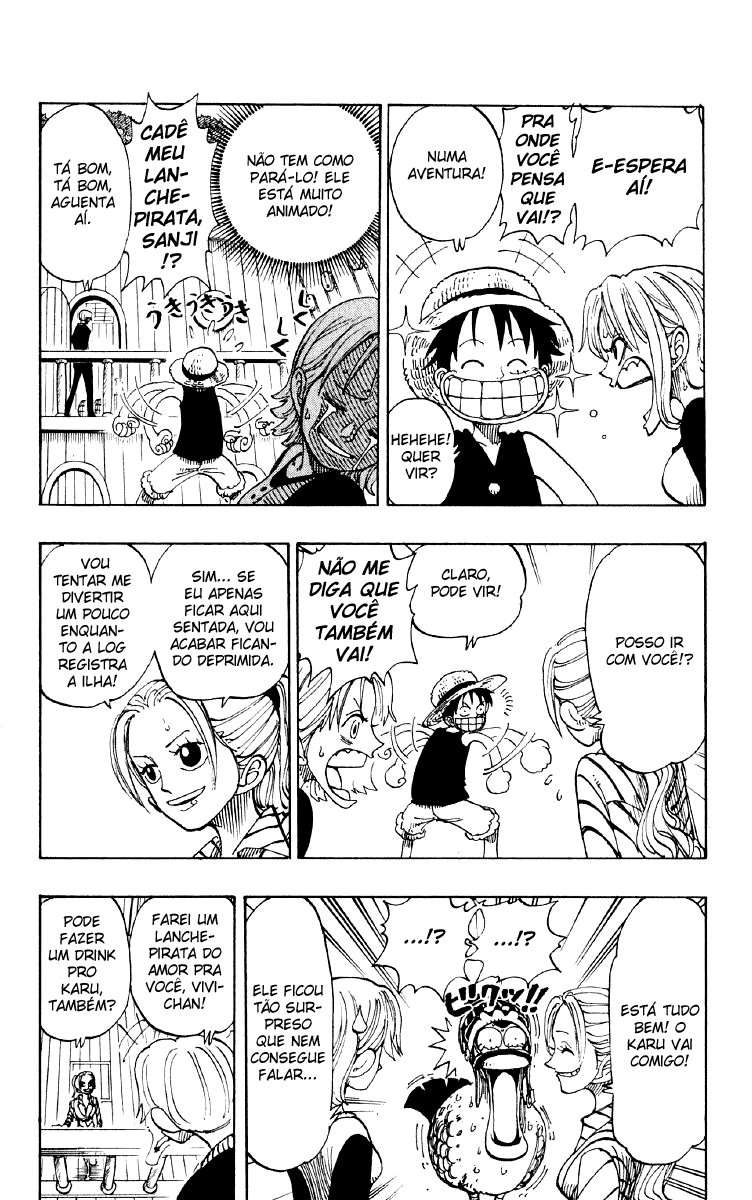 E-ESPERA
AÍ!
PRA
ONDE
VOCÊ
PENSA
QUE
VAI!?
NUMA
AVENTURA!
HEHEHE!
QUER
VIR?
NÃO TEM COMO
PARÁ-LO! ELE
ESTÁ MUITO
ANIMADO!
CADÊ
MEU
LAN-
CHE-
PIRATA,
SANJI
!?
TÁ BOM,
TÁ BOM,
AGUENTA
AÍ.
うきうきうき
POSSO IR
COM VOCÊ!?
CLARO,
PODE VIR!
NÃO ME
DIGA QUE
VOCÊ
TAMBÉM
VAI!
SIM... SE
EU APENAS
FICAR AQUI
SENTADA, VOU
ACABAR FICAN-
DO DEPRIMIDA.
VOU
TENTAR ME
DIVERTIR
UM POUCO
ENQUAN-
TO A LOG
REGISTRA
A ILHA!
ESTÁ TUDO
BEM! O
KARU VAI
COMIGO!
...!?
...!?
ELE FICOU
TÃO SUR-
PRESO
QUE NEM
CONSEGUE
FALAR...
FAREI UM
LANCHE-
PIRATA DO
AMOR PRA
VOCÊ, VIVI-
CHAN!
PODE
FAZER
UM DRINK
PRO
KARU,
TAMBÉM?